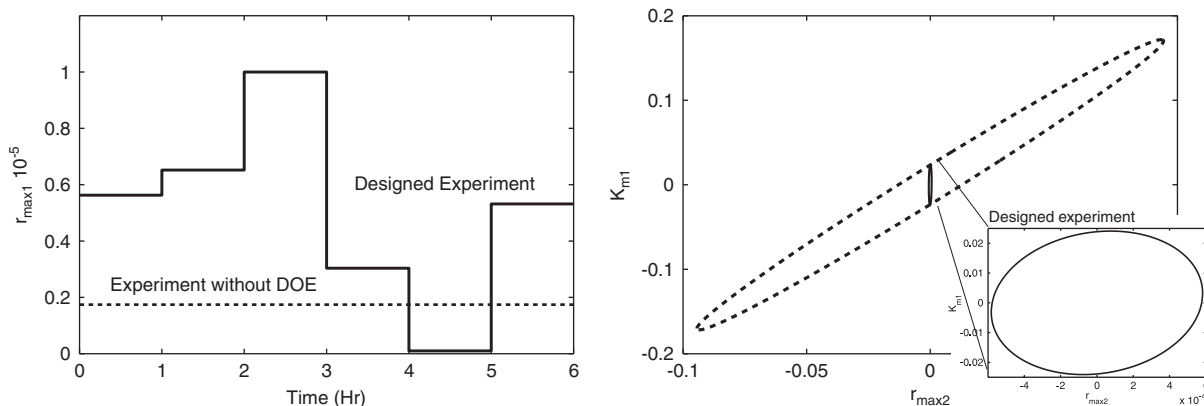 r_max1 10^-5
1
0.8
0.6
0.4
0.2
0
Designed Experiment
Experiment without DOE
0 1 2 3 4 5 6
Time (Hr)
K_m1
0.2
0.1
0
-0.1
-0.2
-0.1 -0.05 0
r_max2
Designed experiment
K_m1
0.02
0.01
0
-0.01
-0.02
-4 -2 0 2 4
r_max2
x 10